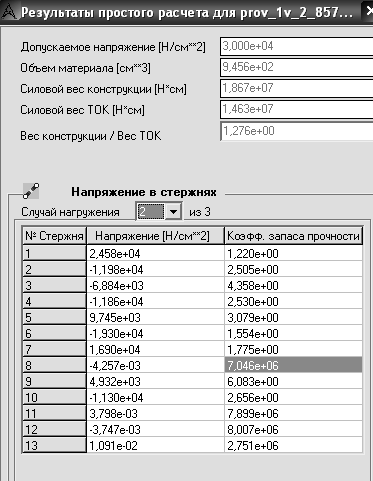 Результаты простого расчета для prov_1v_2_857...
Допускаемое напряжение [Н/см**2] 3,000e+04
Объем материала [см**3] 9,456e+02
Силовой вес конструкции [Н*см] 1,867e+07
Силовой вес ТОК [Н*см] 1,463e+07
Вес конструкции / Вес ТОК 1,276e+00
Напряжение в стержнях
Случай нагружения 2 из 3
№ Стержня Напряжение [Н/см**2] Коэфф. запаса прочности
1 2,458e+04 1,220e+00
2 -1,198e+04 2,505e+00
3 -6,884e+03 4,358e+00
4 -1,186e+04 2,530e+00
5 9,745e+03 3,079e+00
6 -1,930e+04 1,554e+00
7 1,690e+04 1,775e+00
8 -4,257e-03 7,046e+06
9 4,932e+03 6,083e+00
10 -1,130e+04 2,656e+00
11 3,798e-03 7,899e+06
12 -3,747e-03 8,007e+06
13 1,091e-02 2,751e+06